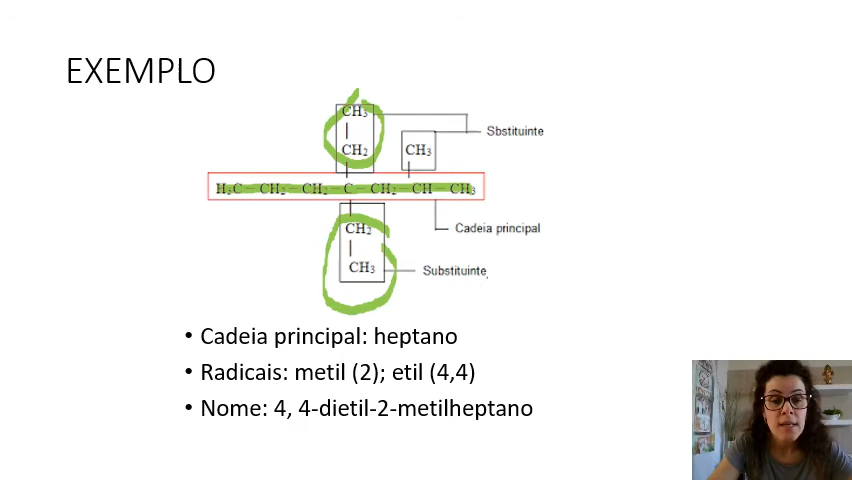 EXEMPLO
CH3
CH2
CH3
Sbstituinte
H3C — CH2 — CH2 — C — CH2 — CH — CH3
CH2
Cadeia principal
CH3
Substituinte.
• Cadeia principal: heptano
• Radicais: metil (2); etil (4,4)
• Nome: 4, 4-dietil-2-metilheptano